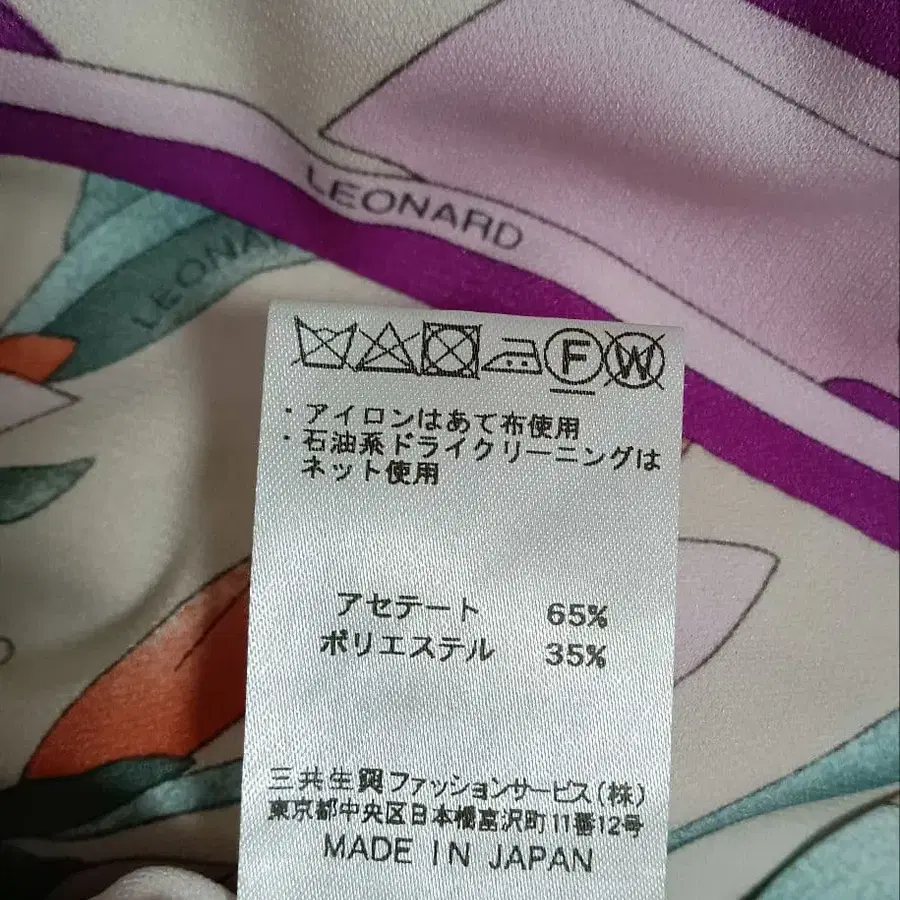 LEONARD
LEONA
F W
・アイロンはあて布使用
・石油系ドライクリーニングは
ネット使用
アセテート 65%
ポリエステル 35%
三共生興ファッションサービス(株)
東京都中央区日本橋富沢町11番12号
MADE IN JAPAN